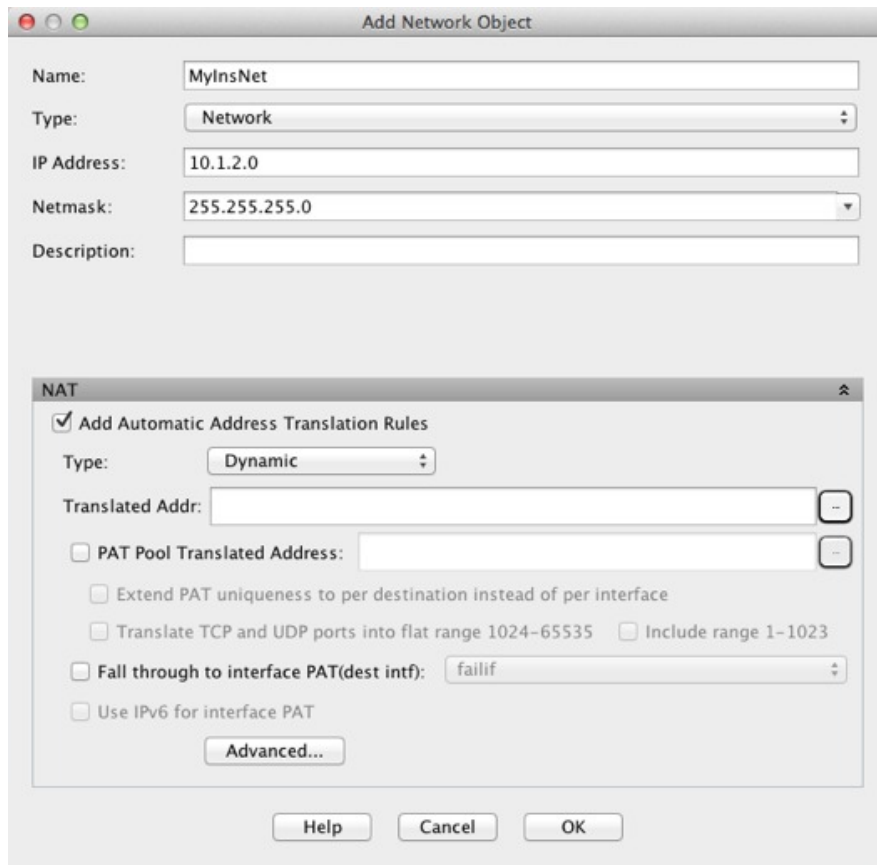 Add Network Object
Name: MyInsNet
Type: Network
IP Address: 10.1.2.0
Netmask: 255.255.255.0
Description:
NAT
Add Automatic Address Translation Rules
Type: Dynamic
Translated Addr: ...
PAT Pool Translated Address: ...
Extend PAT uniqueness to per destination instead of per interface
Translate TCP and UDP ports into flat range 1024-65535 Include range 1-1023
Fall through to interface PAT(dest intf): failif
Use IPv6 for interface PAT
Advanced...
Help Cancel OK